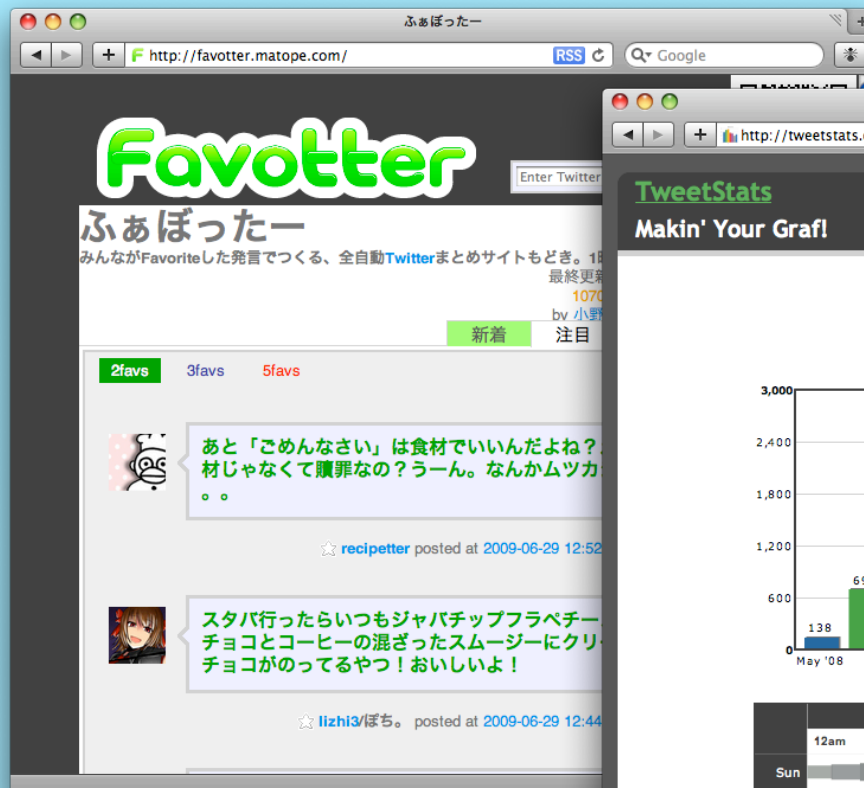 ふぁぼったー
http://favotter.matope.com/
RSS
Google
Favotter
Enter Twitter
ふぁぼったー
みんながFavoriteした発言でつくる、全自動Twitterまとめサイトもどき。1
最終更新
1070
by 小野
新着 注目
2favs 3favs 5favs
あと「ごめんなさい」は食材でいいんだよね?
材じゃなくて贖罪なの?うーん。なんかムツカ
。。
recipetter posted at 2009-06-29 12:52
スタバ行ったらいつもジャバチップフラペチー
チョコとコーヒーの混ざったスムージーにクリ
チョコがのってるやつ！おいしいよ！
lizhi3/ぽち。 posted at 2009-06-29 12:44
http://tweetstats.
TweetStats
Makin' Your Graf!
3,000
2,400
1,800
1,200
600
0
138
69
May '08
12am
Sun